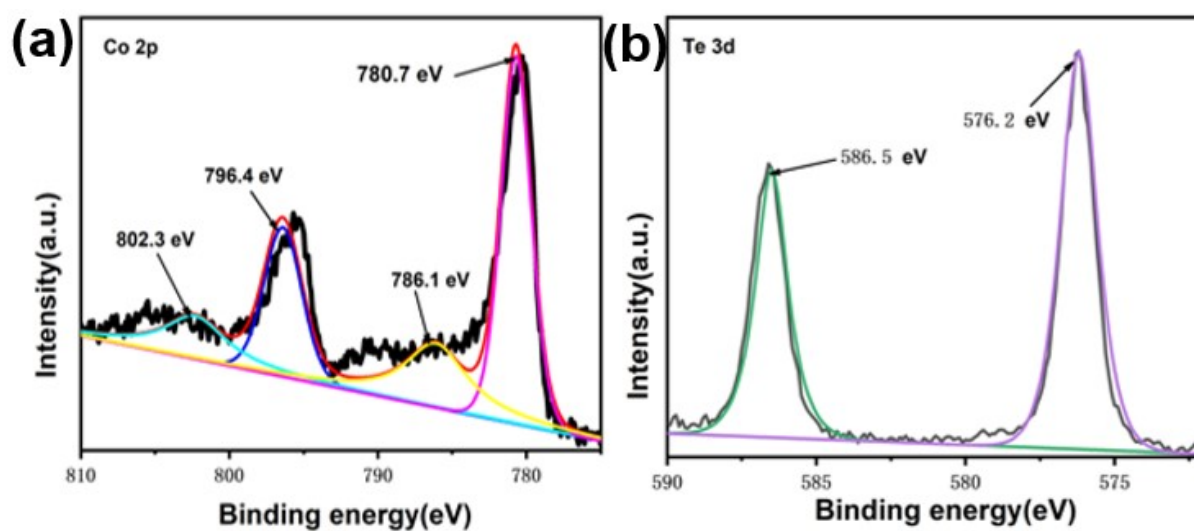 (a)
Co 2p
780.7 eV
796.4 eV
802.3 eV
786.1 eV
Intensity(a.u.)
810 800 790 780
Binding energy(eV)
(b)
Te 3d
576.2 eV
586.5 eV
Intensity(a.u.)
590 585 580 575
Binding energy(eV)